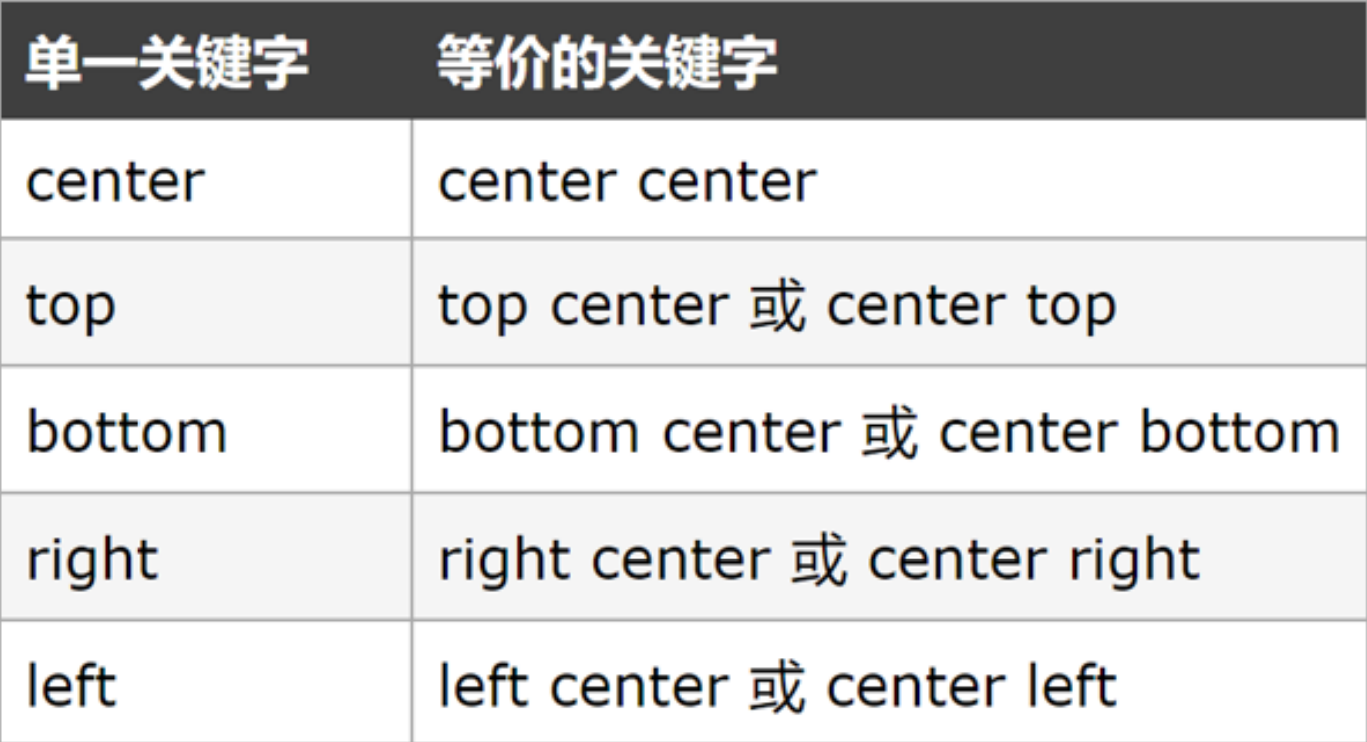 单一关键字 等价的关键字
center center center
top top center 或 center top
bottom bottom center 或 center bottom
right right center 或 center right
left left center 或 center left